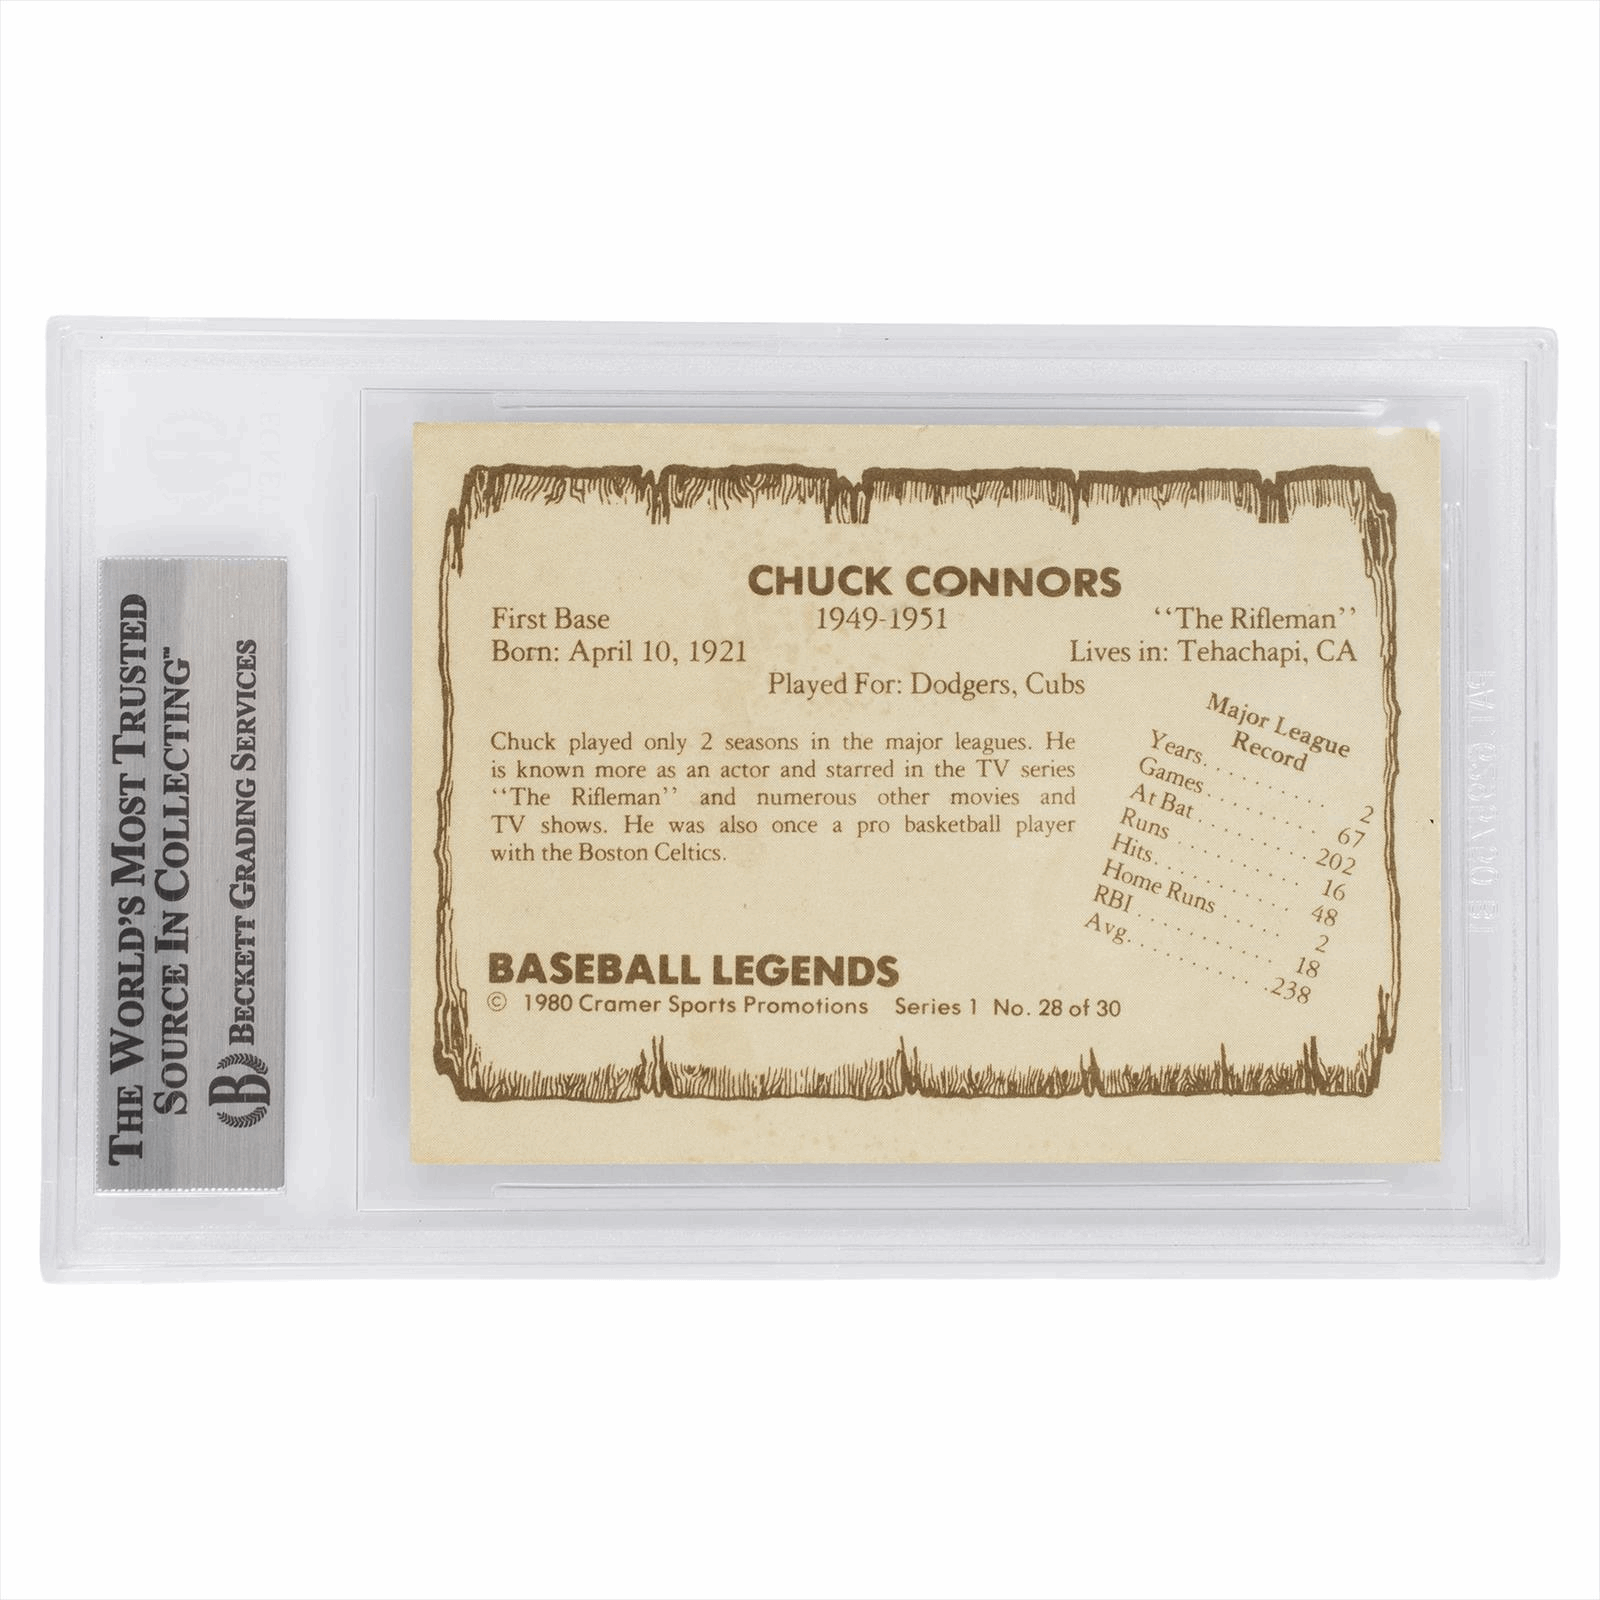 THE WORLD'S MOST TRUSTED
SOURCE IN COLLECTING™
B BECKETT GRADING SERVICES
CHUCK CONNORS
First Base 1949-1951 ‘‘The Rifleman’’
Born: April 10, 1921 Lives in: Tehachapi, CA
Played For: Dodgers, Cubs
Chuck played only 2 seasons in the major leagues. He
is known more as an actor and starred in the TV series
‘‘The Rifleman’’ and numerous other movies and
TV shows. He was also once a pro basketball player
with the Boston Celtics.
Major League
Record
Years. . . . . . . . . . . 2
Games. . . . . . . . . . 67
At Bat . . . . . . . . . . 202
Runs . . . . . . . . . . . 16
Hits. . . . . . . . . . . . 48
Home Runs . . . . . . 2
RBI . . . . . . . . . . . . 18
Avg. . . . . . . . . . . .238
BASEBALL LEGENDS
© 1980 Cramer Sports Promotions Series 1 No. 28 of 30